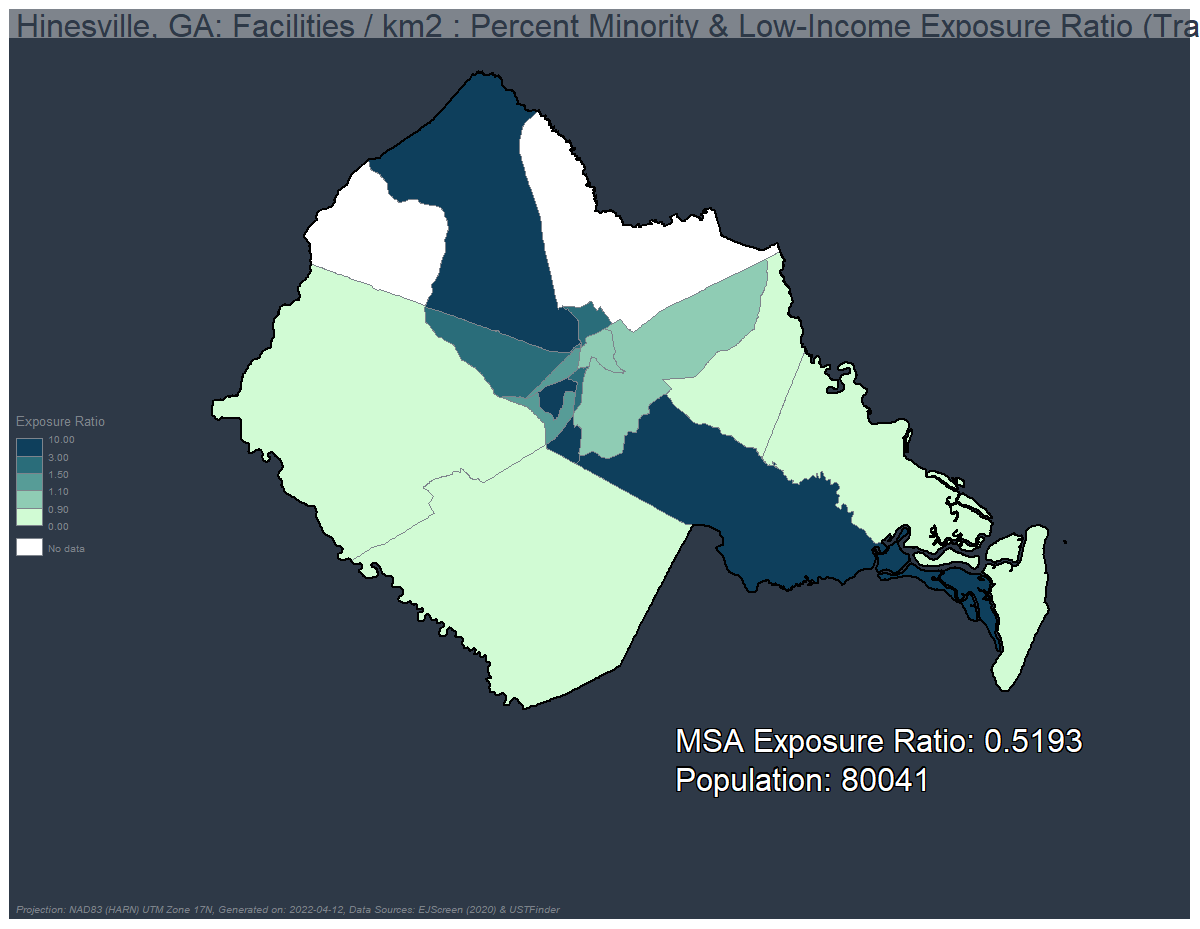 Hinesville, GA: Facilities / km2 : Percent Minority & Low-Income Exposure Ratio (Tra
Exposure Ratio
10.00
3.00
1.50
1.10
0.90
0.00
No data
MSA Exposure Ratio: 0.5193
Population: 80041
Projection: NAD83 (HARN) UTM Zone 17N, Generated on: 2022-04-12, Data Sources: EJScreen (2020) & USTFinder